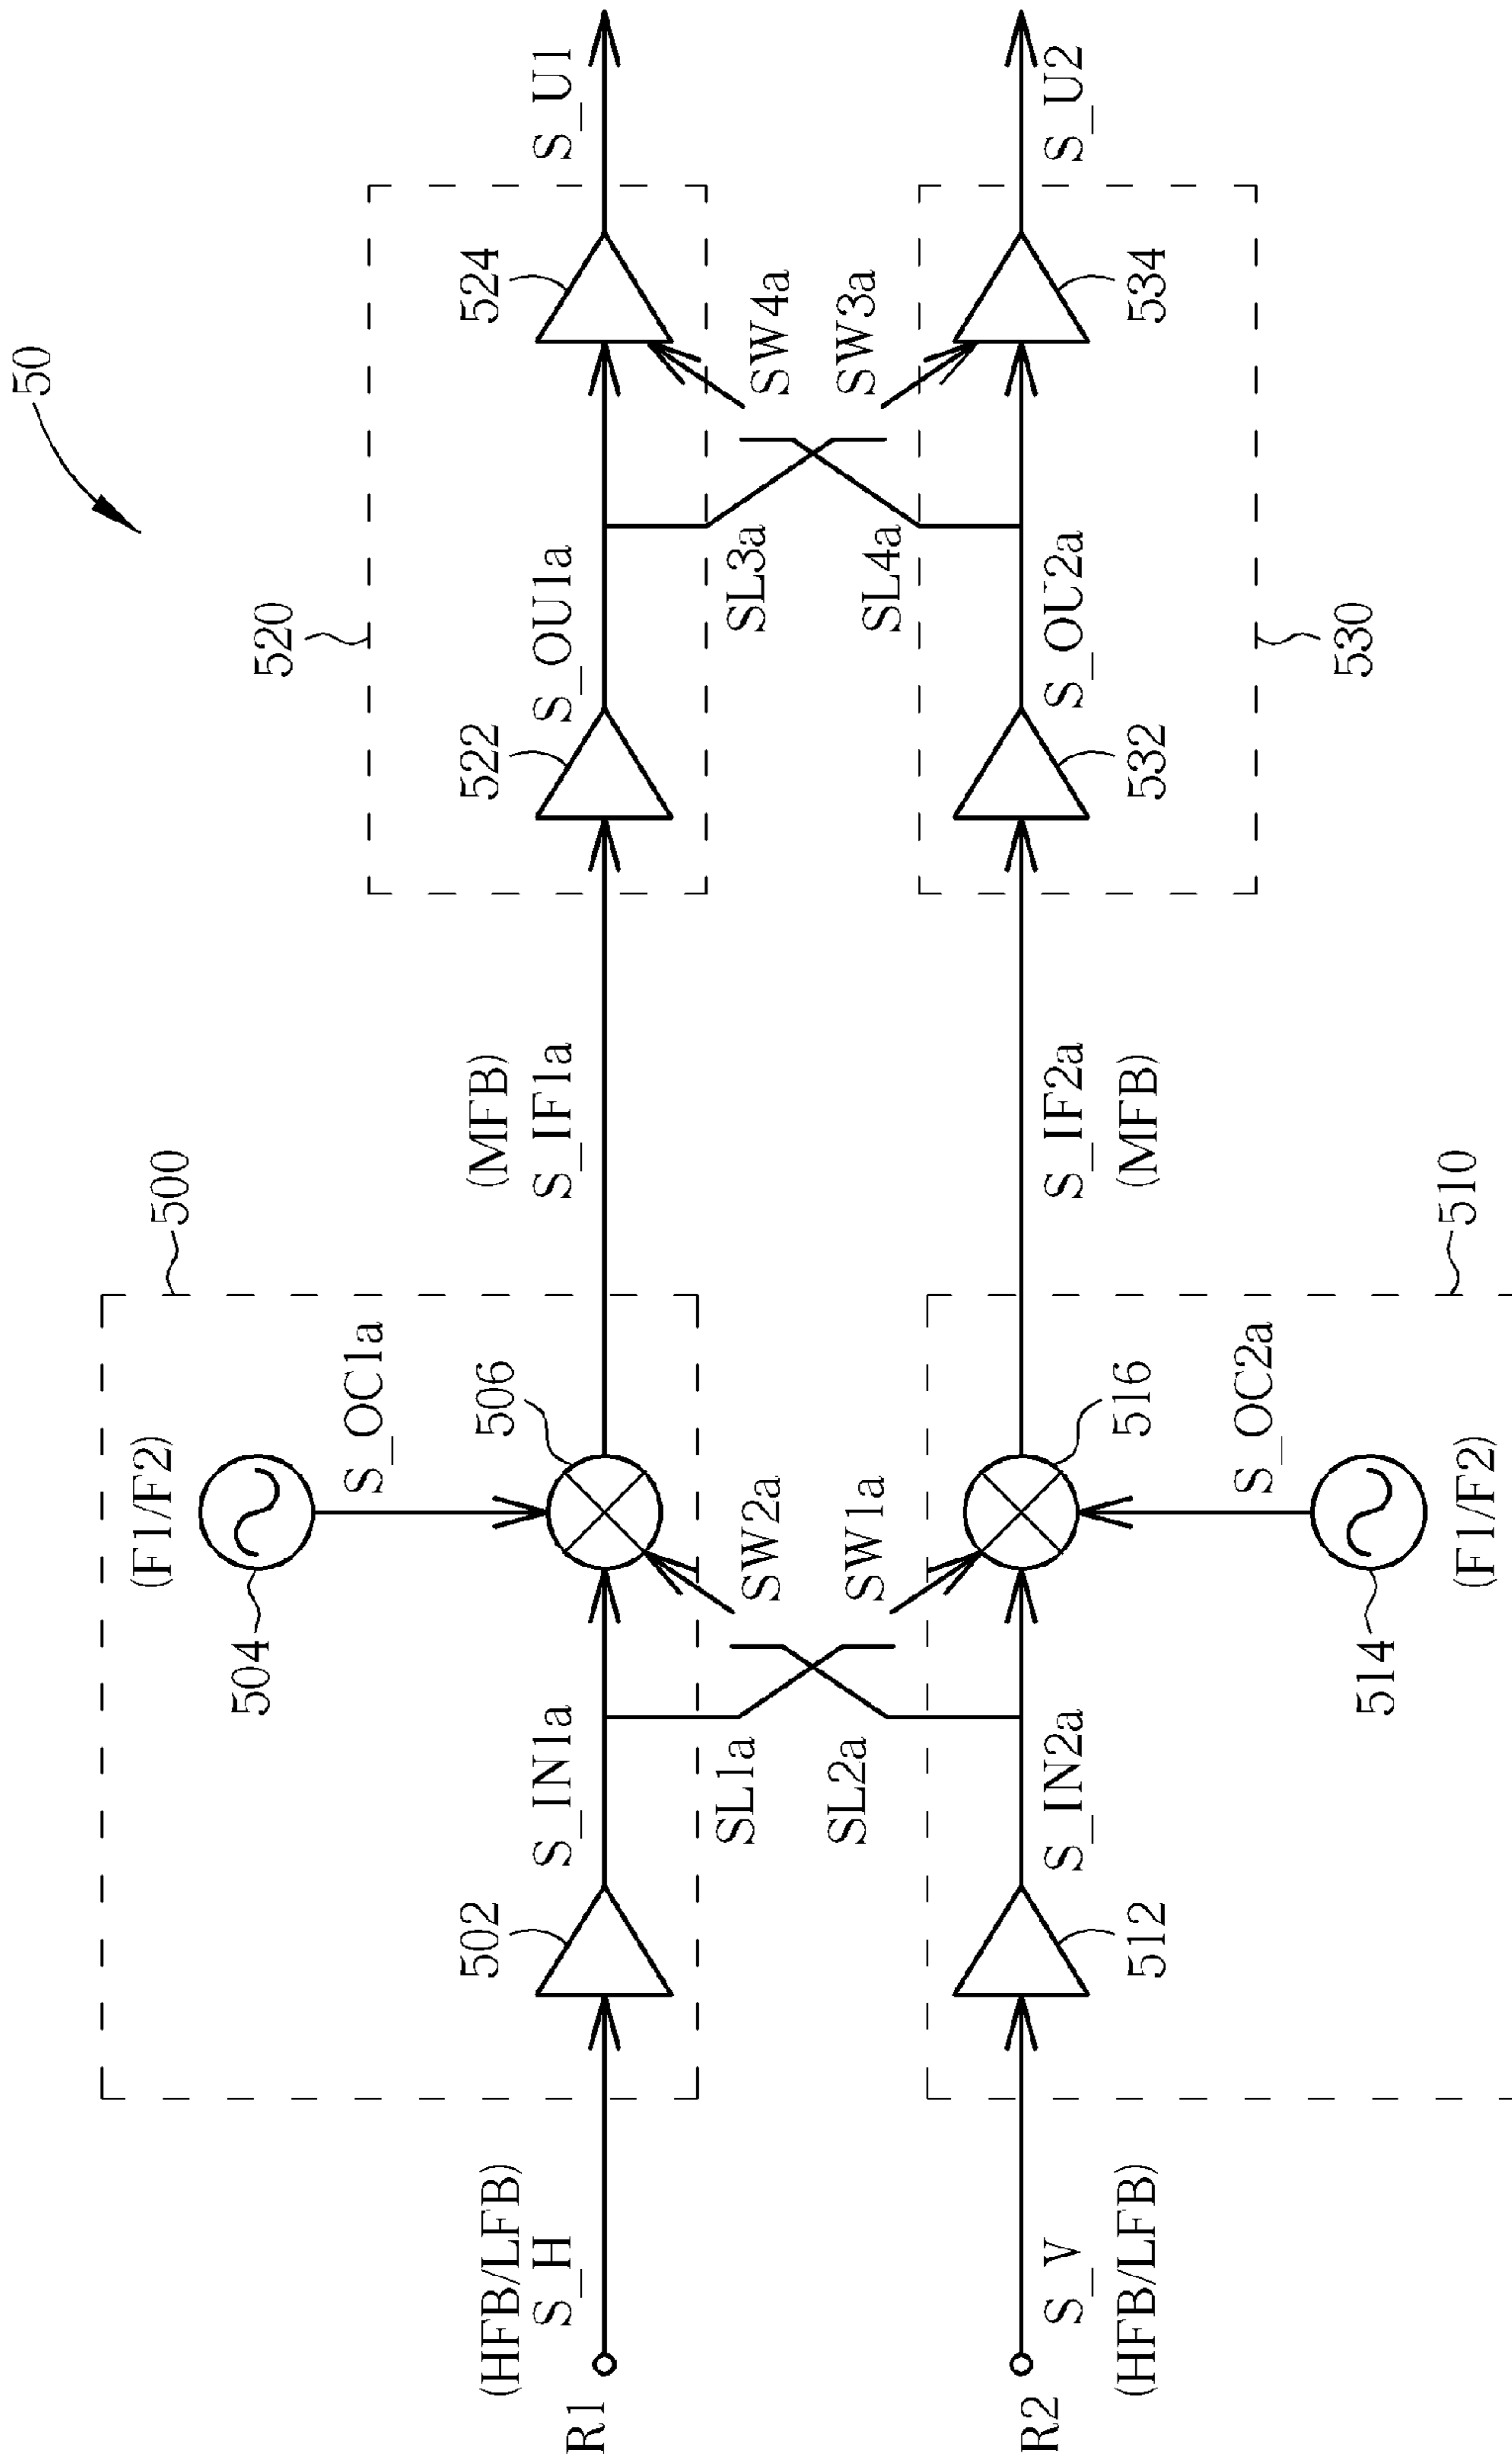 50
520
524
S_U1
522
S_OU1a
500
(F1/F2)
504
S_OC1a
506
(MFB)
S_IF1a
502
S_IN1a
(HFB/LFB)
S_H
R1
SL1a
SW2a
SL3a
SW4a
SL2a
SW1a
SL4a
SW3a
R2
S_V
(HFB/LFB)
S_IN2a
512
S_IF2a
(MFB)
516
S_OC2a
514
(F1/F2)
510
S_OU2a
532
S_U2
534
530